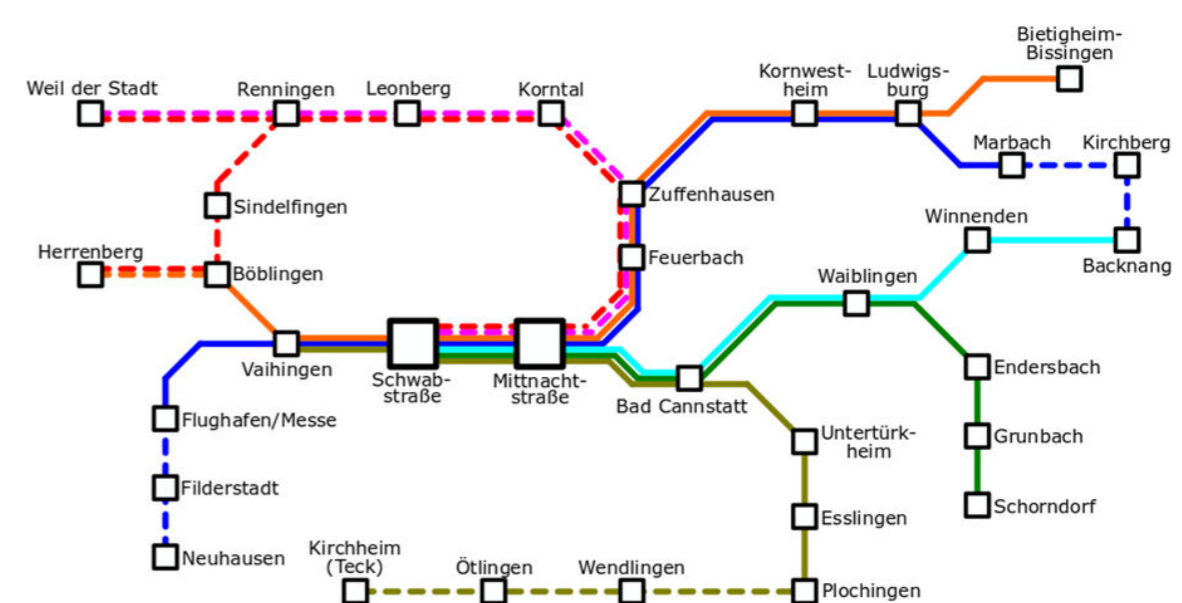 Bietigheim-
Bissingen
Weil der Stadt
Renningen
Leonberg
Korntal
Kornwest-
heim
Ludwigs-
burg
Marbach
Kirchberg
Zuffenhausen
Sindelfingen
Winnenden
Herrenberg
Böblingen
Feuerbach
Waiblingen
Backnang
Vaihingen
Schwab-
straße
Mittnacht-
straße
Bad Cannstatt
Endersbach
Flughafen/Messe
Untertürk-
heim
Grunbach
Filderstadt
Esslingen
Schorndorf
Neuhausen
Kirchheim
(Teck)
Ötlingen
Wendlingen
Plochingen